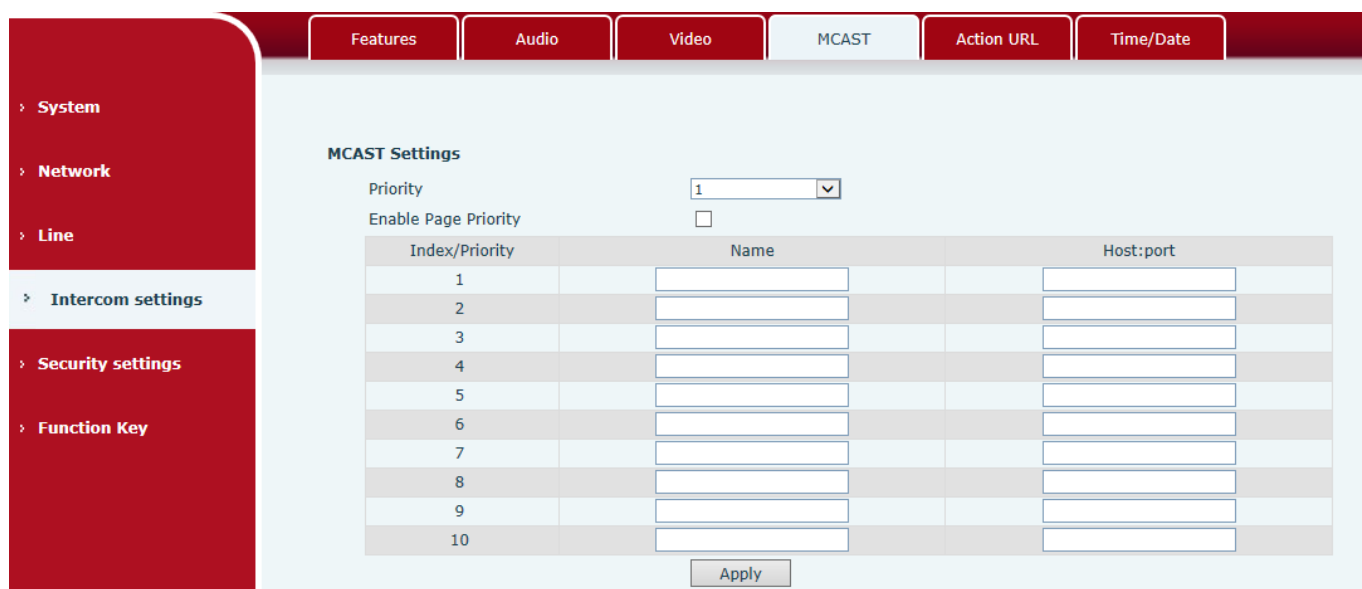 Features Audio Video MCAST Action URL Time/Date
System
Network
Line
Intercom settings
Security settings
Function Key
MCAST Settings
Priority 1
Enable Page Priority
Index/Priority Name Host:port
1
2
3
4
5
6
7
8
9
10
Apply